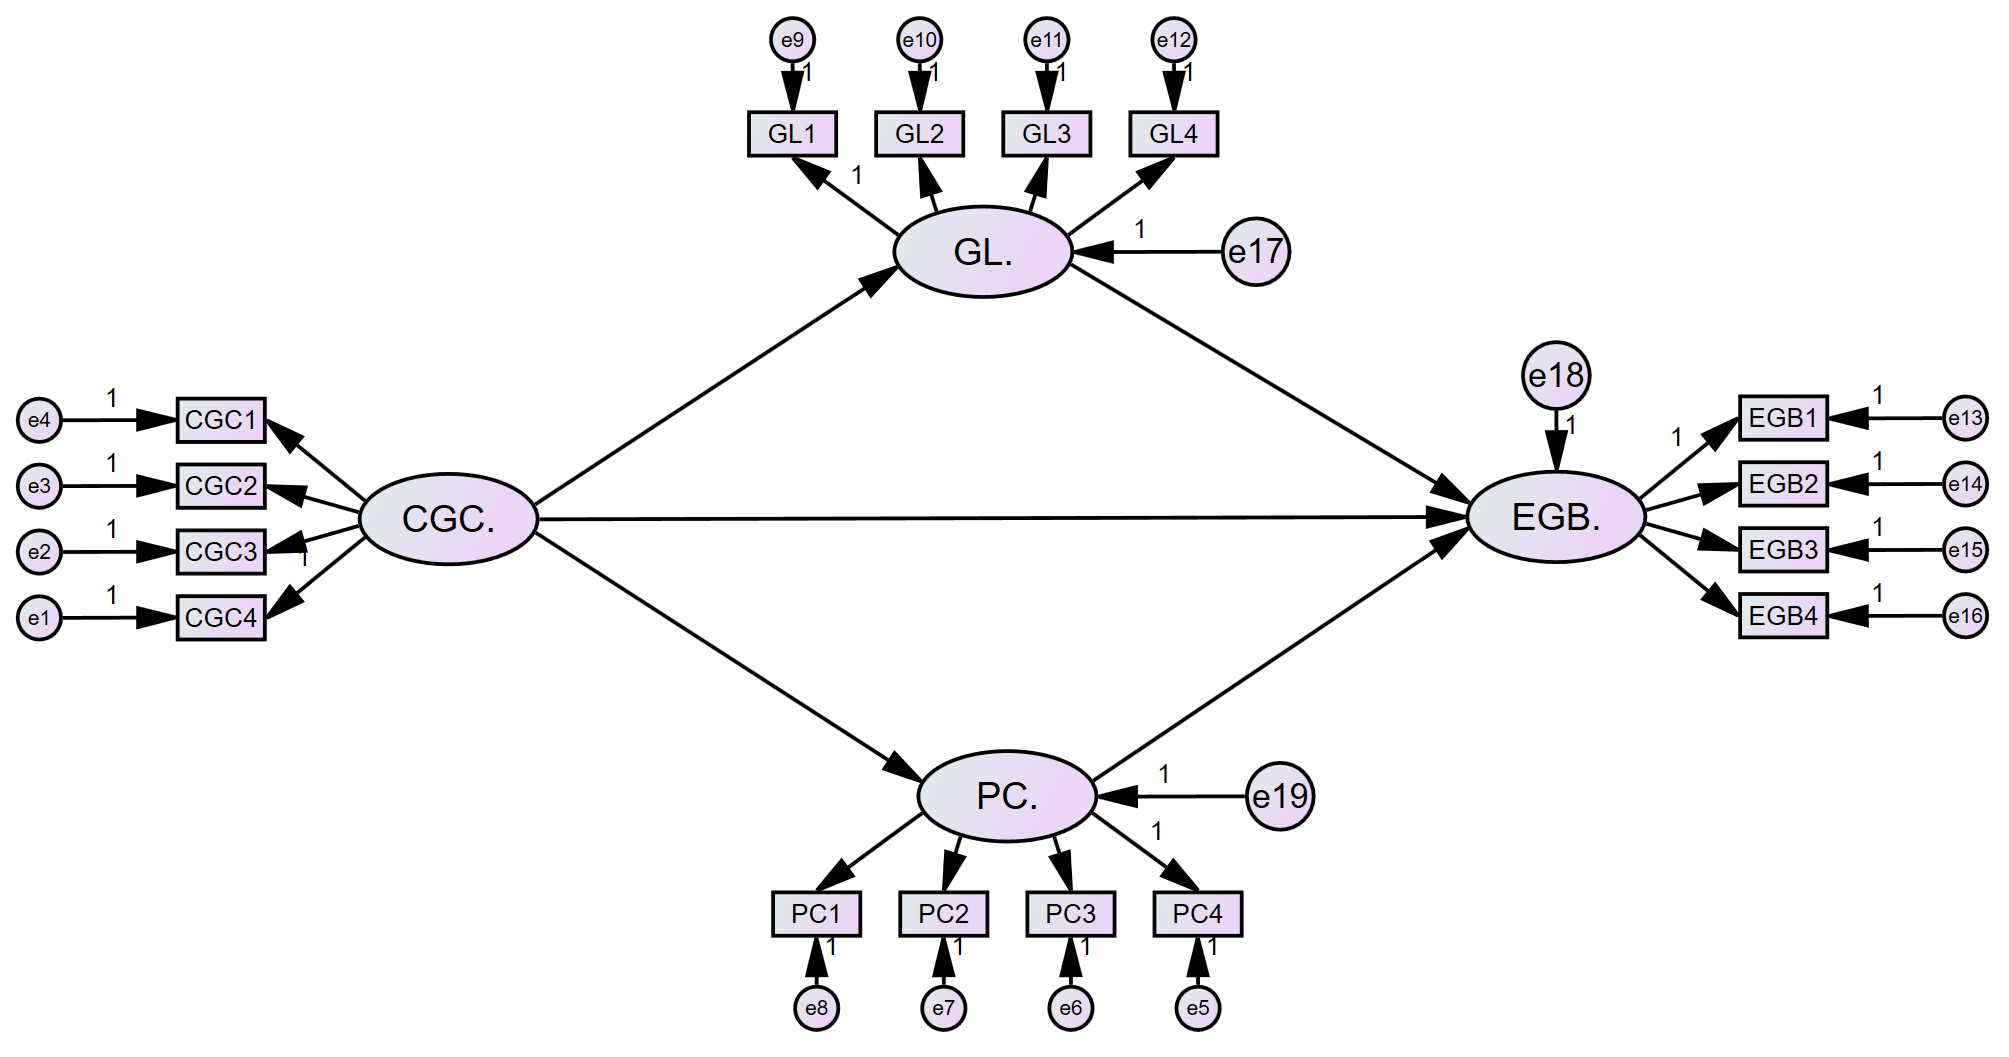 e9 e10 e11 e12
1 1 1 1
GL1 GL2 GL3 GL4
1
GL. 1 e17
e18
1
e4 1 CGC1
e3 1 CGC2
e2 1 CGC3
1
e1 1 CGC4
CGC.
EGB.
1
EGB1 1 e13
EGB2 1 e14
EGB3 1 e15
EGB4 1 e16
PC. 1 e19
1
PC1 PC2 PC3 PC4
1 1 1 1
e8 e7 e6 e5